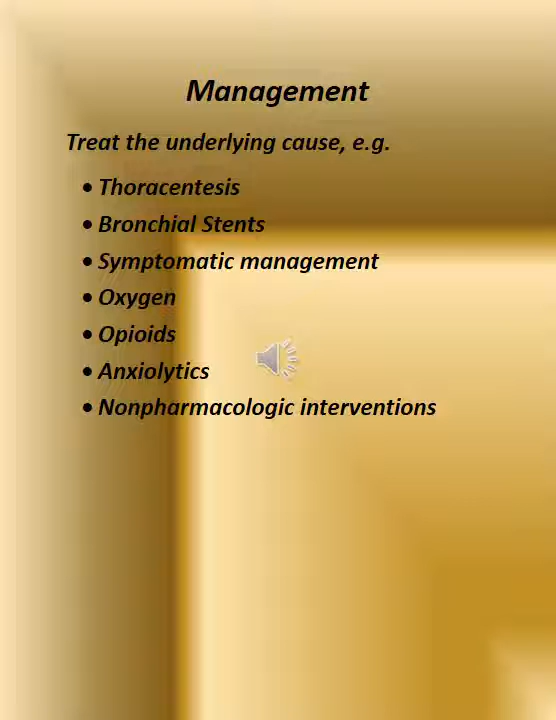 Management
Treat the underlying cause, e.g.
• Thoracentesis
• Bronchial Stents
• Symptomatic management
• Oxygen
• Opioids
• Anxiolytics
• Nonpharmacologic interventions